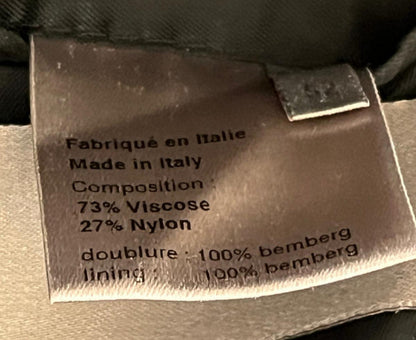 Fabriqué en Italie
Made in Italy
Composition :
73% Viscose
27% Nylon
doublure : 100% bemberg
lining : 100% bemberg